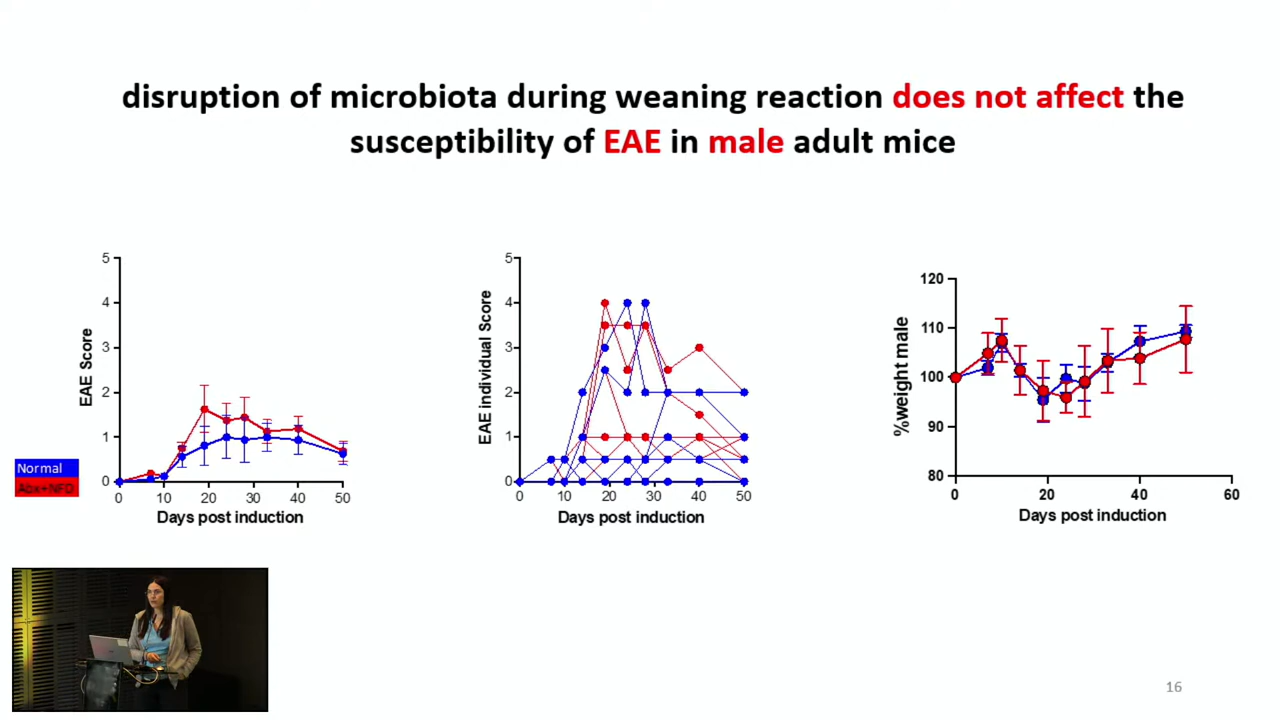 disruption of microbiota during weaning reaction does not affect the
susceptibility of EAE in male adult mice
5
4
3
2
1
0
EAE Score
0 10 20 30 40 50
Days post induction
Normal
Abx+NFD
5
4
3
2
1
0
EAE individual Score
0 10 20 30 40 50
Days post induction
120
110
100
90
80
%weight male
0 20 40 60
Days post induction
16